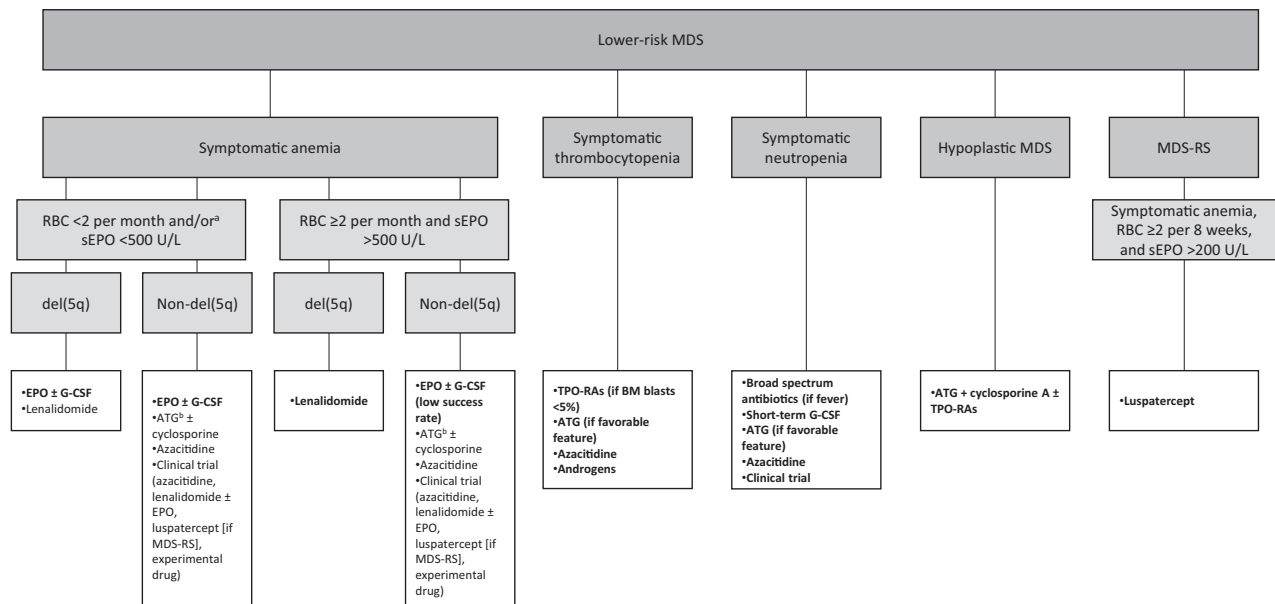 Lower-risk MDS
Symptomatic anemia
Symptomatic
thrombocytopenia
Symptomatic
neutropenia
Hypoplastic MDS
MDS-RS
RBC <2 per month and/orᵃ
sEPO <500 U/L
RBC ≥2 per month and sEPO
>500 U/L
Symptomatic anemia,
RBC ≥2 per 8 weeks,
and sEPO >200 U/L
del(5q)
Non-del(5q)
del(5q)
Non-del(5q)
•EPO ± G-CSF
•Lenalidomide
•EPO ± G-CSF
•ATGᵇ ±
cyclosporine
•Azacitidine
•Clinical trial
(azacitidine,
lenalidomide ±
EPO,
luspatercept [if
MDS-RS],
experimental
drug)
•Lenalidomide
•EPO ± G-CSF
(low success
rate)
•ATGᵇ ±
cyclosporine
•Azacitidine
•Clinical trial
(azacitidine,
lenalidomide ±
EPO,
luspatercept [if
MDS-RS],
experimental
drug)
•TPO-RAs (if BM blasts
<5%)
•ATG (if favorable
feature)
•Azacitidine
•Androgens
•Broad spectrum
antibiotics (if fever)
•Short-term G-CSF
•ATG (if favorable
feature)
•Azacitidine
•Clinical trial
•ATG + cyclosporine A ±
TPO-RAs
•Luspatercept